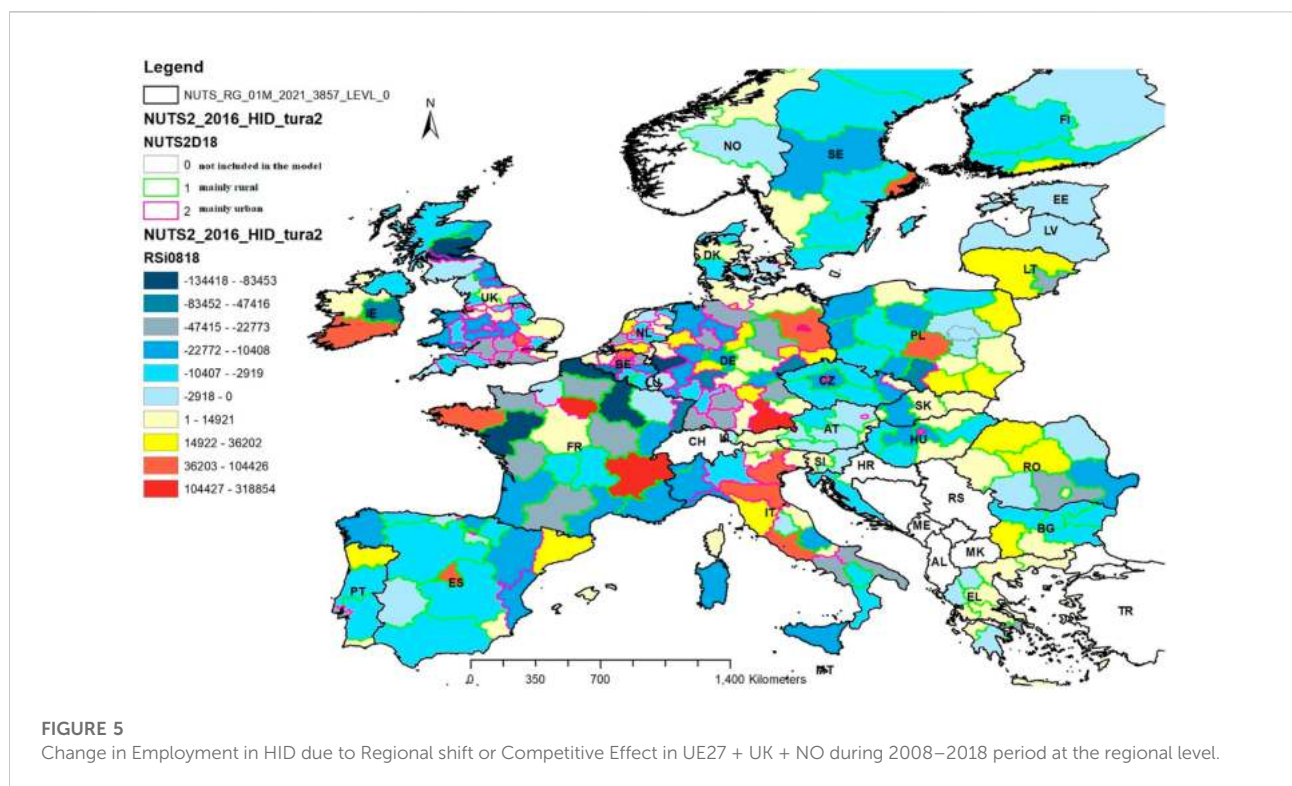 Legend
NUTS_RG_01M_2021_3857_LEVL_0
NUTS2_2016_HID_tura2
NUTS2D18
0 not included in the model
1 mainly rural
2 mainly urban
NUTS2_2016_HID_tura2
RSi0818
-134418 - -83453
-83452 - -47416
-47415 - -22773
-22772 - -10408
-10407 - -2919
-2918 - 0
1 - 14921
14922 - 36202
36203 - 104426
104427 - 318854
N
FI
NO
SE
EE
LV
DK
LT
IE
UK
NL
PL
BE
DE
LU
CZ
SK
FR
CH
AT
HU
SI
HR
RO
IT
RS
BG
ME
MK
AL
ES
PT
EL
TR
MT
0 350 700 1,400 Kilometers
FIGURE 5
Change in Employment in HID due to Regional shift or Competitive Effect in UE27 + UK + NO during 2008–2018 period at the regional level.